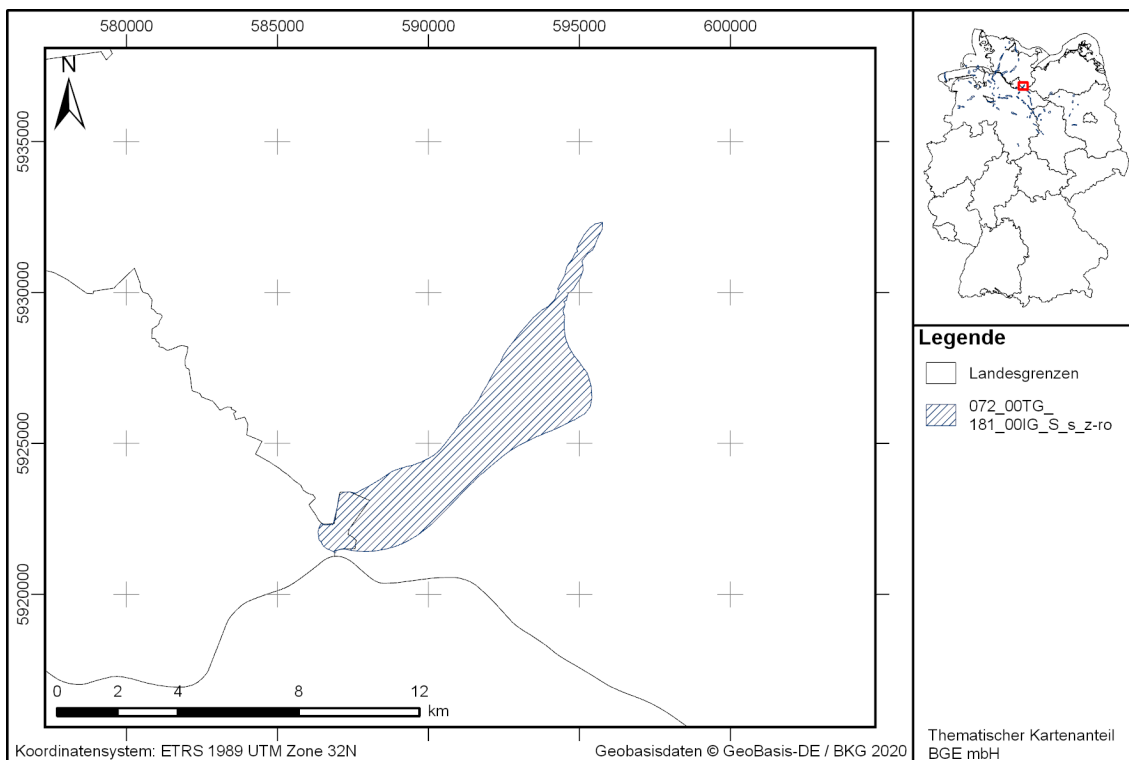 580000 585000 590000 595000 600000
N
5935000
5930000
5925000
5920000
0 2 4 8 12
km
Koordinatensystem: ETRS 1989 UTM Zone 32N
Geobasisdaten © GeoBasis-DE / BKG 2020
Legende
Landesgrenzen
072_00TG_
181_00IG_S_s_z-ro
Thematischer Kartenanteil
BGE mbH